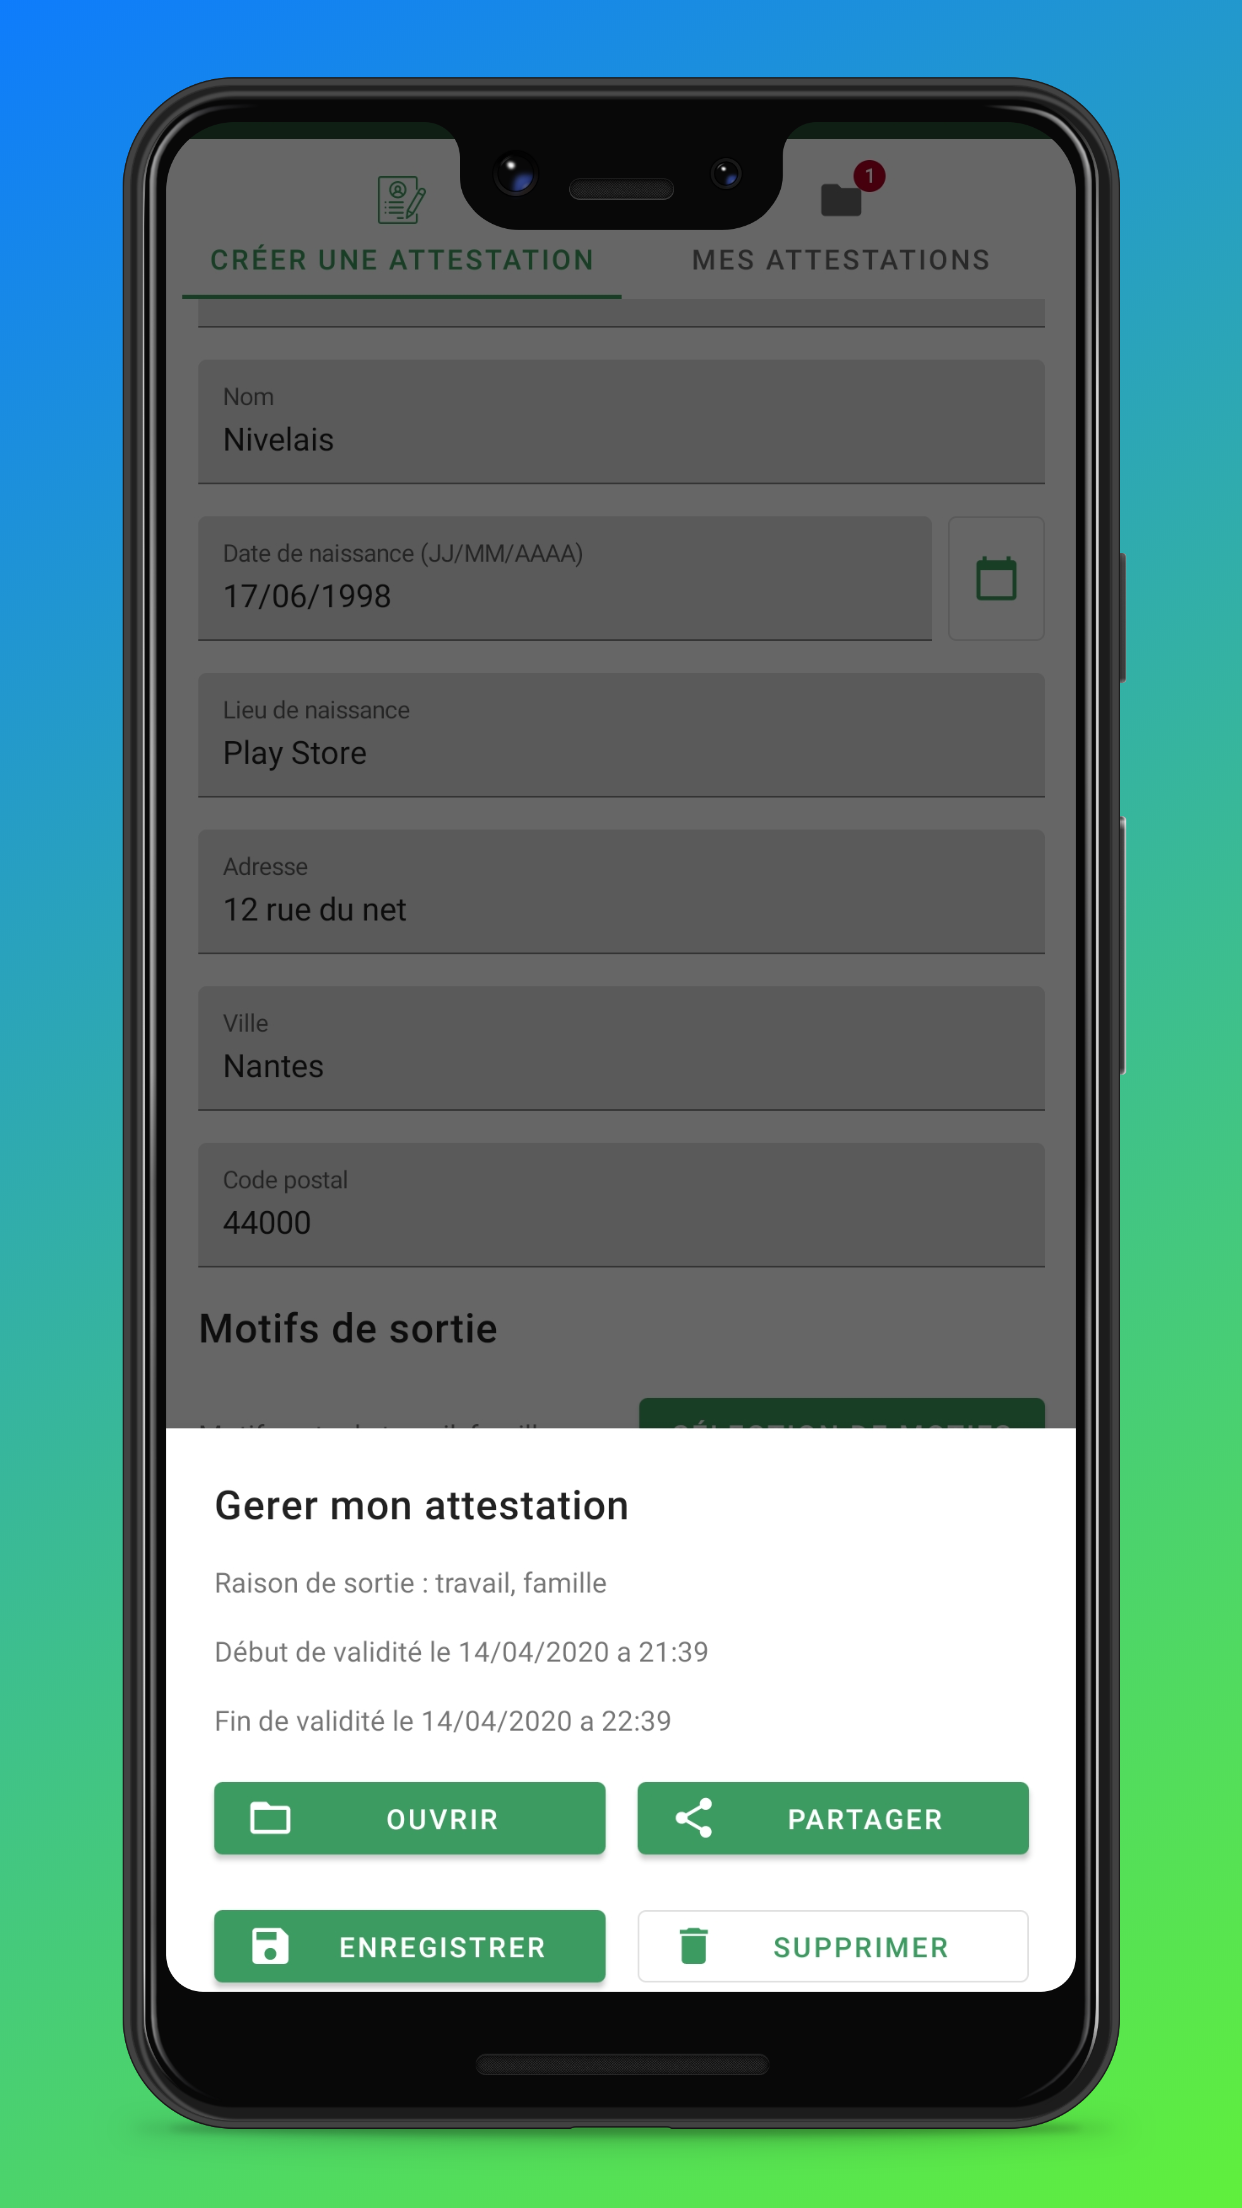 1
CRÉER UNE ATTESTATION
MES ATTESTATIONS
Nom
Nivelais
Date de naissance (JJ/MM/AAAA)
17/06/1998
Lieu de naissance
Play Store
Adresse
12 rue du net
Ville
Nantes
Code postal
44000
Motifs de sortie
SÉLECTION DE MOTIFS
Gerer mon attestation
Raison de sortie : travail, famille
Début de validité le 14/04/2020 a 21:39
Fin de validité le 14/04/2020 a 22:39
OUVRIR
PARTAGER
ENREGISTRER
SUPPRIMER